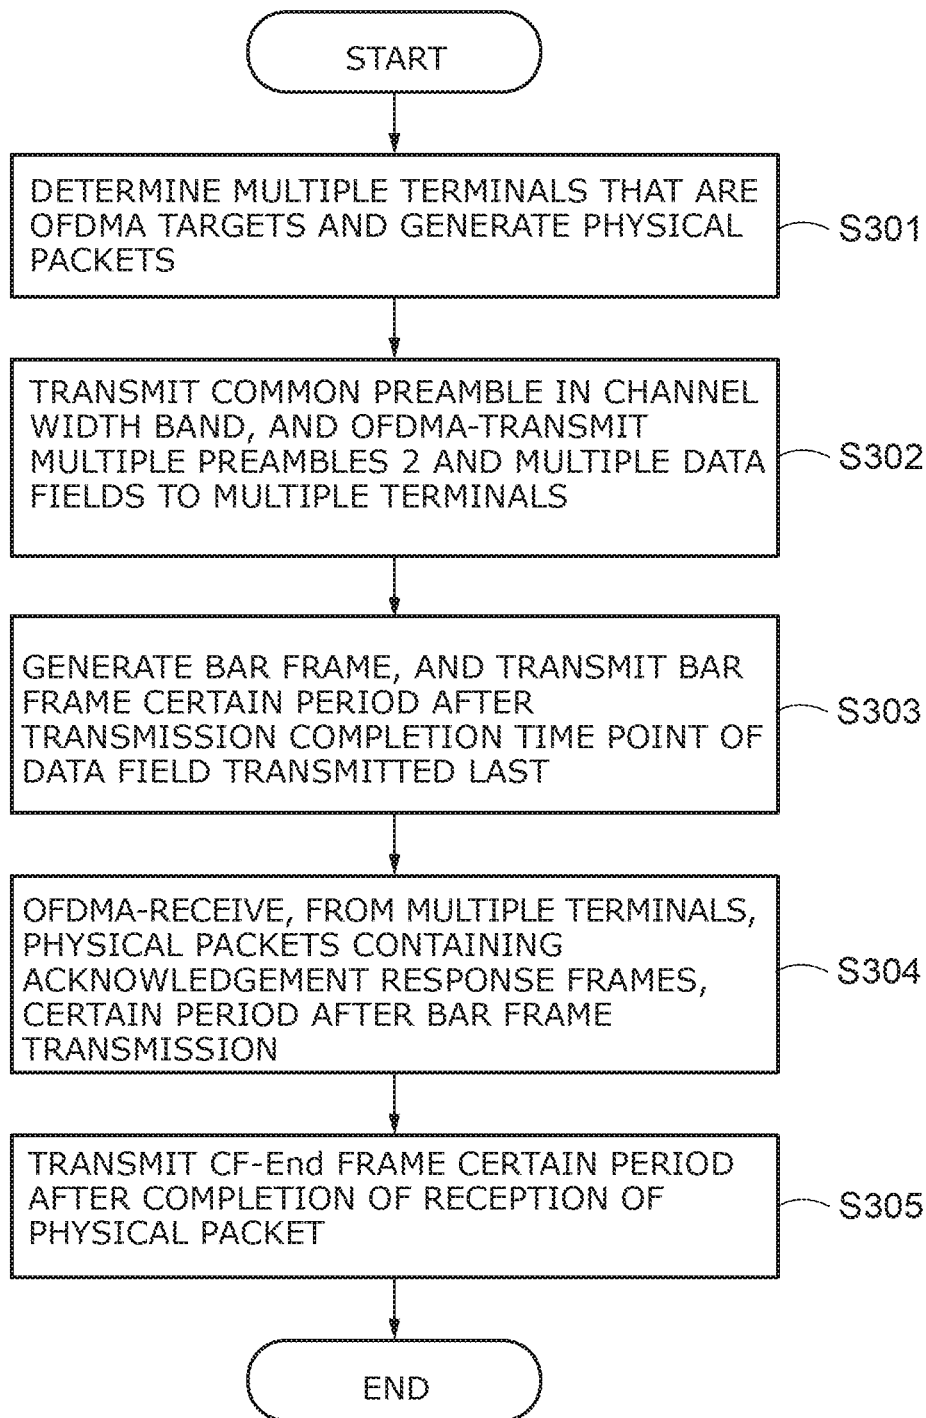 START
DETERMINE MULTIPLE TERMINALS THAT ARE
OFDMA TARGETS AND GENERATE PHYSICAL
PACKETS
S301
TRANSMIT COMMON PREAMBLE IN CHANNEL
WIDTH BAND, AND OFDMA-TRANSMIT
MULTIPLE PREAMBLES 2 AND MULTIPLE DATA
FIELDS TO MULTIPLE TERMINALS
S302
GENERATE BAR FRAME, AND TRANSMIT BAR
FRAME CERTAIN PERIOD AFTER
TRANSMISSION COMPLETION TIME POINT OF
DATA FIELD TRANSMITTED LAST
S303
OFDMA-RECEIVE, FROM MULTIPLE TERMINALS,
PHYSICAL PACKETS CONTAINING
ACKNOWLEDGEMENT RESPONSE FRAMES,
CERTAIN PERIOD AFTER BAR FRAME
TRANSMISSION
S304
TRANSMIT CF-End FRAME CERTAIN PERIOD
AFTER COMPLETION OF RECEPTION OF
PHYSICAL PACKET
S305
END